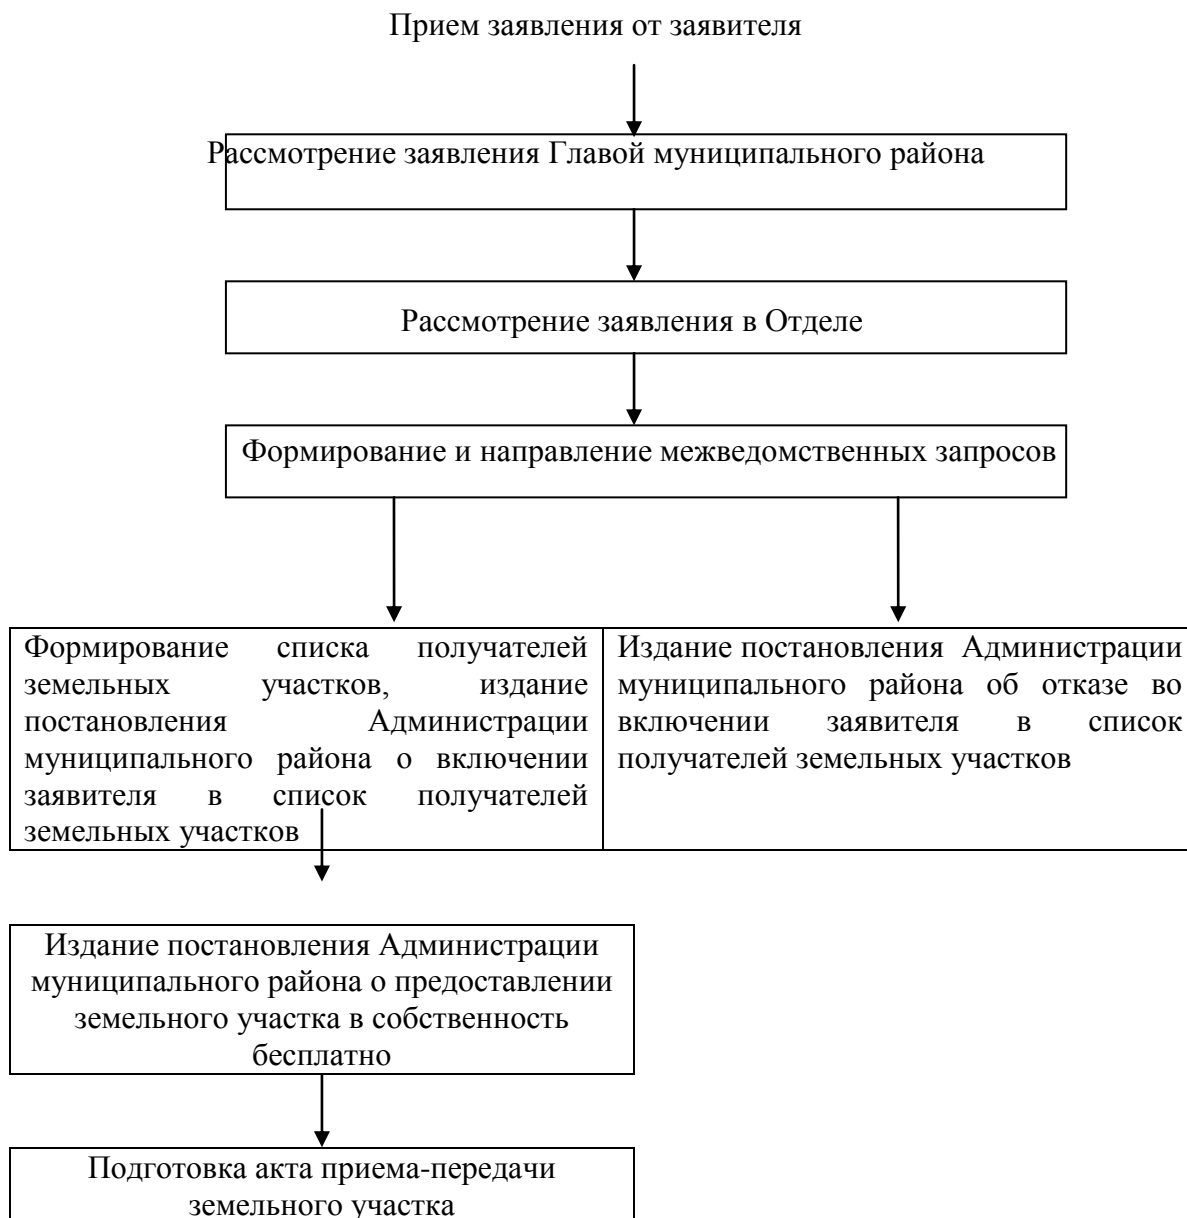 Прием заявления от заявителя
Рассмотрение заявления Главой муниципального района
Рассмотрение заявления в Отделе
Формирование и направление межведомственных запросов
Формирование списка получателей
земельных участков, издание
постановления Администрации
муниципального района о включении
заявителя в список получателей
земельных участков
Издание постановления Администрации
муниципального района об отказе во
включении заявителя в список
получателей земельных участков
Издание постановления Администрации
муниципального района о предоставлении
земельного участка в собственность
бесплатно
Подготовка акта приема-передачи
земельного участка